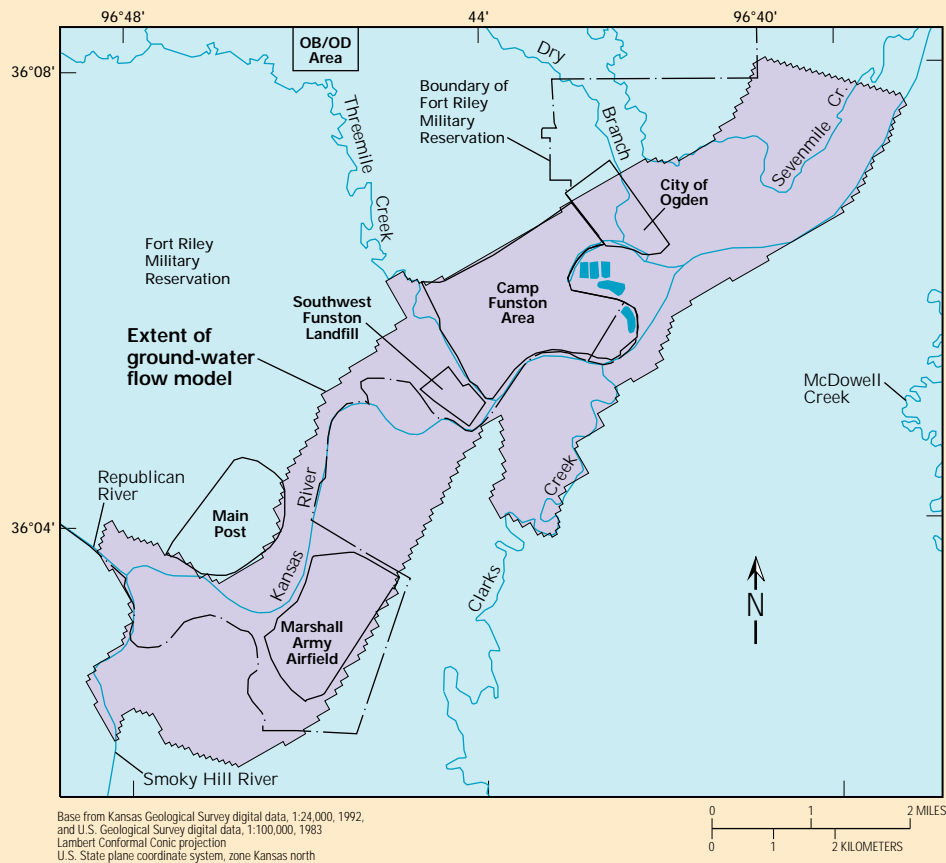 96°48'
44'
96°40'
36°08'
OB/OD
Area
Dry
Branch
Threemile
Creek
Boundary of
Fort Riley
Military
Reservation
Sevenmile Cr.
City of
Ogden
Fort Riley
Military
Reservation
Camp
Funston
Area
Southwest
Funston
Landfill
Extent of
ground-water
flow model
McDowell
Creek
Republican
River
Main
Post
Kansas River
Clarks Creek
36°04'
N
Marshall
Army
Airfield
Smoky Hill River
Base from Kansas Geological Survey digital data, 1:24,000, 1992,
and U.S. Geological Survey digital data, 1:100,000, 1983
Lambert Conformal Conic projection
U.S. State plane coordinate system, zone Kansas north
0 1 2 MILES
0 1 2 KILOMETERS